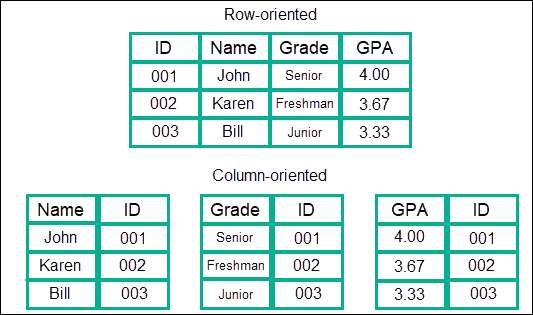 Row-oriented
ID Name Grade GPA
001 John Senior 4.00
002 Karen Freshman 3.67
003 Bill Junior 3.33
Column-oriented
Name ID Grade ID GPA ID
John 001 Senior 001 4.00 001
Karen 002 Freshman 002 3.67 002
Bill 003 Junior 003 3.33 003